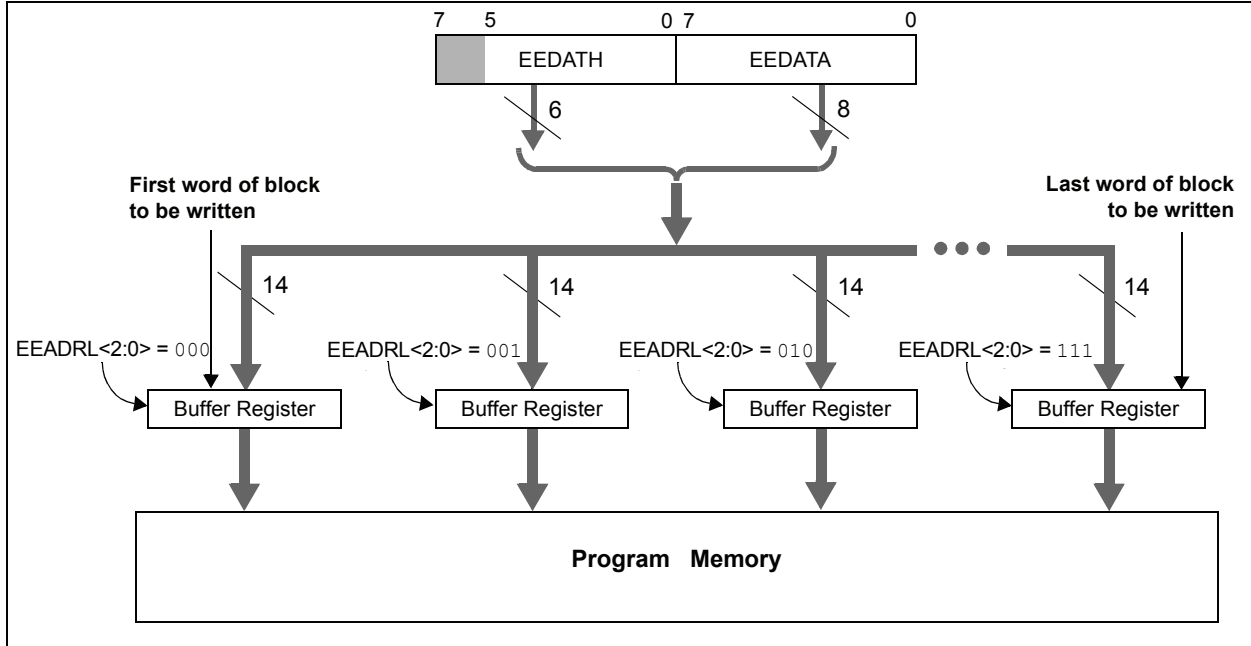 7 5 0 7 0
EEDATH EEDATA
6 8
First word of block
to be written
Last word of block
to be written
14 14 14 14
EEADRL<2:0> = 000 EEADRL<2:0> = 001 EEADRL<2:0> = 010 EEADRL<2:0> = 111
Buffer Register Buffer Register Buffer Register Buffer Register
Program Memory